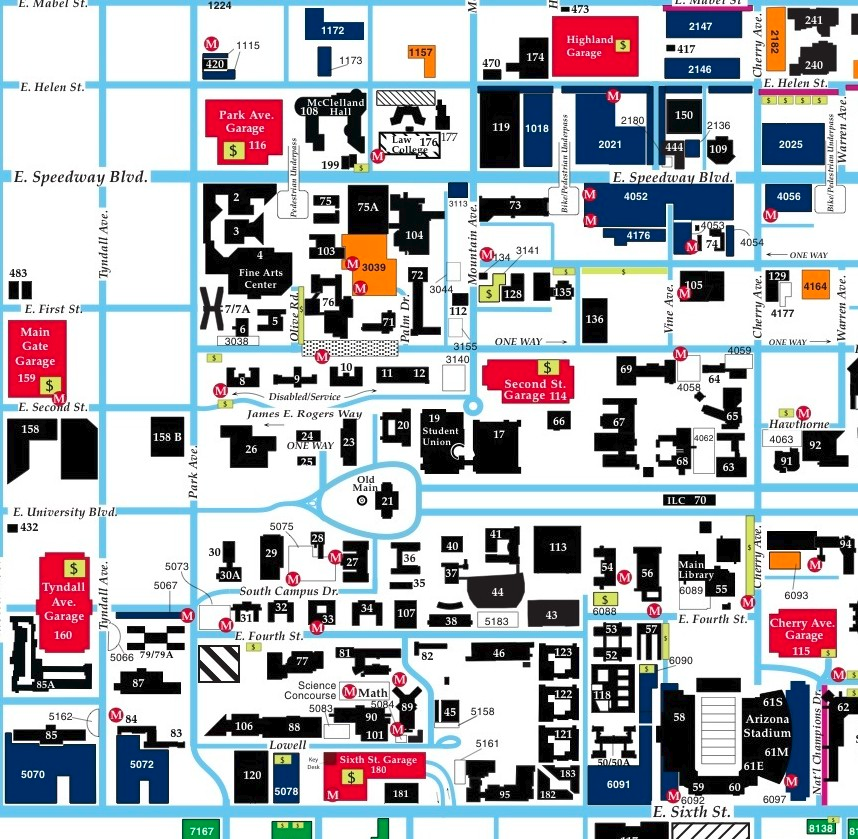 E. Mabel St.
1224
M
H
473
E. Mabel St
1172
M
1115
420
1173
1157
470
174
Highland
Garage
$
2147
417
2146
Cherry Ave.
2182
241
240
E. Helen St.
E. Helen St.
Park Ave.
Garage
$ 116
108
McClelland
Hall
Law
College
176
177
199
$
M
Pedestrian Underpass
119
1018
M
2021
2180
150
444
2136
109
Bike/Pedestrian Underpass
$ $ $ $
2025
Warren Ave.
Bike/Pedestrian Underpass
E. Speedway Blvd.
E. Speedway Blvd.
Tyndall Ave.
2
3
4
Fine Arts
Center
75
75A
103
104
M
3039
M
3113
Mountain Ave.
73
M
4052
M
4176
M
4053
74
4054
4056
M
ONE WAY
483
7/7A
6
5
3038
Olive Rd.
$
76
71
72
Palm Dr.
3044
112
3155
M
134
3141
$
128
135
$
$
136
M
105
Vine Ave.
129
4177
4164
Cherry Ave.
Warren Ave.
E. First St.
ONE WAY
ONE WAY
Main
Gate
Garage
159 $
M
M
$
M
8
9
10
11
12
3140
Disabled/Service
$
Second St.
Garage 114
69
M
4058
64
4059
E. Second St.
158
158 B
Park Ave.
$
James E. Rogers Way
ONE WAY
26
24
25
23
20
19
Student
Union
17
66
67
68
4062
65
63
$
M
Hawthorne
4063
91
92
Old
Main
21
ILC 70
E. University Blvd.
432
$
Tyndall
Ave.
Garage
160
5073
5067
M
5066
Tyndall Ave.
79/79A
30
30A
29
5075
28
M
27
M
36
35
South Campus Dr.
40
37
41
44
113
54
M
56
Main
Library
6089
55
M
$
Cherry Ave.
94
M
6093
M
31
32
33
M
34
107
38
5183
43
$
6088
M
E. Fourth St.
E. Fourth St.
Cherry Ave.
Garage
115 $
85A
87
$
77
81
82
46
123
122
121
53
52
57
$
6090
$
118
M
Science
Concourse
M Math
M
89
5083
5084
90
101
M
106
88
45
5158
5162
85
M
84
83
5070
5072
Lowell
120
$
5078
Key
Desk
Sixth St. Garage
$ 180
M
181
5161
95
183
182
50/50A
6091
58
61S
Arizona
Stadium
61M
61E
59
60
M
6092
6097
M
Nat'l Champions Dr.
62
E. Sixth St.
7167
$ $
117
$
8138